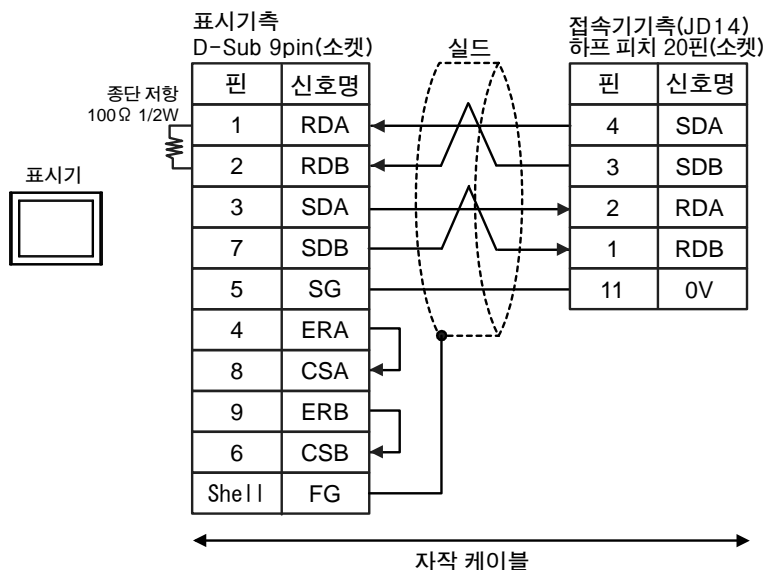 표시기측
D-Sub 9pin(소켓)
접속기기측(JD14)
하프 피치 20핀(소켓)
실드
종단 저항
100Ω 1/2W
표시기
핀 신호명
1 RDA
2 RDB
3 SDA
7 SDB
5 SG
4 ERA
8 CSA
9 ERB
6 CSB
Shell FG
핀 신호명
4 SDA
3 SDB
2 RDA
1 RDB
11 0V
자작 케이블